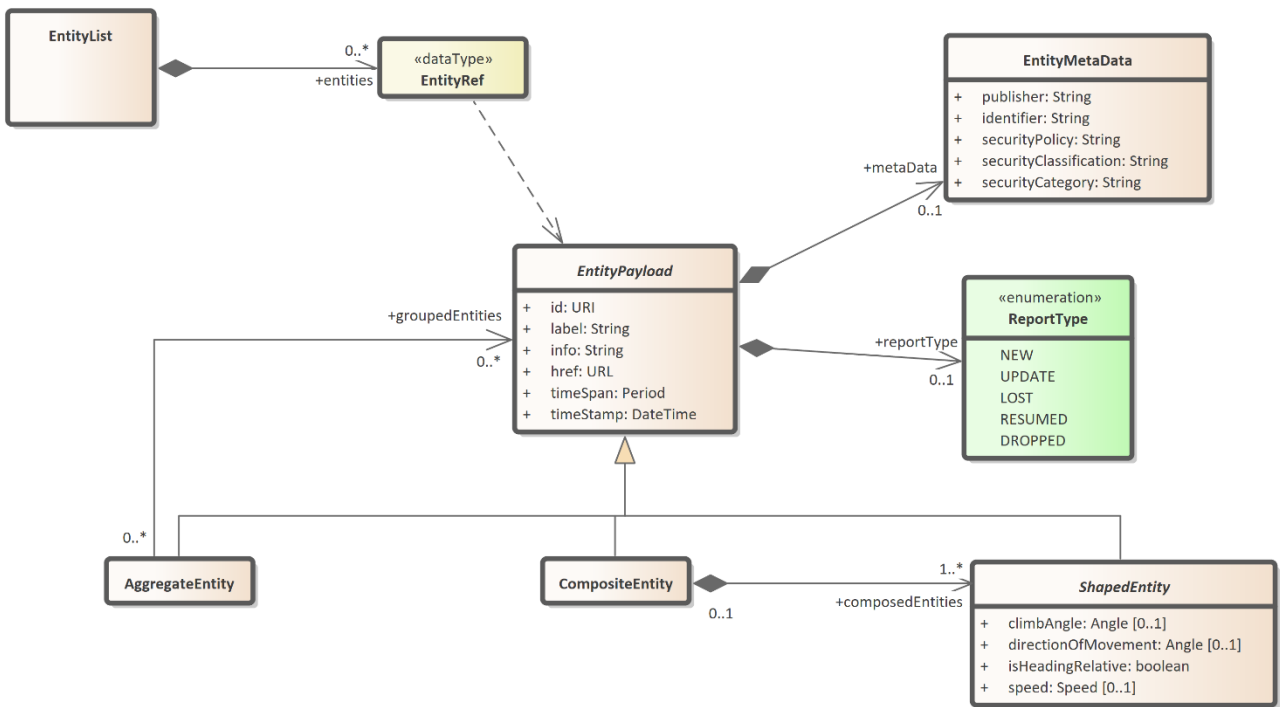 EntityList
0..*
+entities
«dataType»
EntityRef
EntityMetaData
+ publisher: String
+ identifier: String
+ securityPolicy: String
+ securityClassification: String
+ securityCategory: String
+metaData
0..1
EntityPayload
+ id: URI
+ label: String
+ info: String
+ href: URL
+ timeSpan: Period
+ timeStamp: DateTime
+groupedEntities
0..*
+reportType
0..1
«enumeration»
ReportType
NEW
UPDATE
LOST
RESUMED
DROPPED
0..*
AggregateEntity
CompositeEntity
0..1
1..*
+composedEntities
ShapedEntity
+ climbAngle: Angle [0..1]
+ directionOfMovement: Angle [0..1]
+ isHeadingRelative: boolean
+ speed: Speed [0..1]